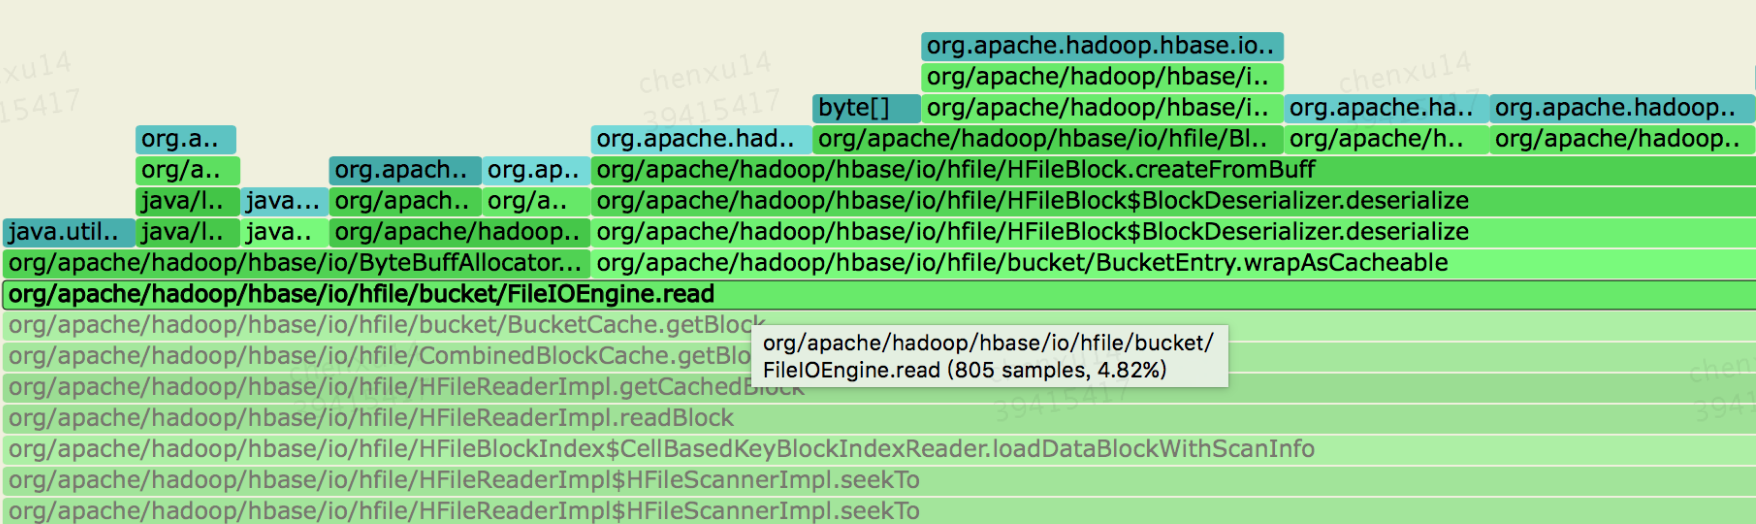 org.apache.hadoop.hbase.io..
org/apache/hadoop/hbase/i..
byte[] org/apache/hadoop/hbase/i.. org.apache.ha.. org.apache.hadoop..
org.a.. org.apache.had.. org/apache/hadoop/hbase/io/hfile/Bl.. org/apache/h.. org/apache/hadoop..
org/a.. org.apach.. org.ap.. org/apache/hadoop/hbase/io/hfile/HFileBlock.createFromBuff
java/l.. java... org/apach.. org/a.. org/apache/hadoop/hbase/io/hfile/HFileBlock$BlockDeserializer.deserialize
java.util.. java/l.. java.. org/apache/hadoop.. org/apache/hadoop/hbase/io/hfile/HFileBlock$BlockDeserializer.deserialize
org/apache/hadoop/hbase/io/ByteBuffAllocator... org/apache/hadoop/hbase/io/hfile/bucket/BucketEntry.wrapAsCacheable
org/apache/hadoop/hbase/io/hfile/bucket/FileIOEngine.read
org/apache/hadoop/hbase/io/hfile/bucket/BucketCache.getBlock
org/apache/hadoop/hbase/io/hfile/CombinedBlockCache.getBlo
org/apache/hadoop/hbase/io/hfile/bucket/
FileIOEngine.read (805 samples, 4.82%)
org/apache/hadoop/hbase/io/hfile/HFileReaderImpl.getCachedBlock
org/apache/hadoop/hbase/io/hfile/HFileReaderImpl.readBlock
org/apache/hadoop/hbase/io/hfile/HFileBlockIndex$CellBasedKeyBlockIndexReader.loadDataBlockWithScanInfo
org/apache/hadoop/hbase/io/hfile/HFileReaderImpl$HFileScannerImpl.seekTo
org/apache/hadoop/hbase/io/hfile/HFileReaderImpl$HFileScannerImpl.seekTo
chenxu14
39415417
chenxu14